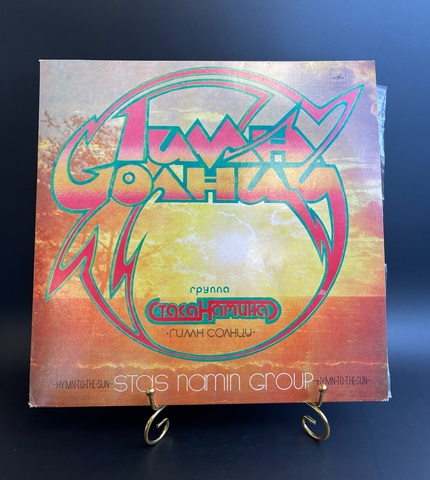 Гимн
Солнцу
группа
Стаса Намина
·ГИМН СОЛНЦУ·
—HYMN·TO·THE·SUN— stas namin group —HYMN·TO·THE·SUN—